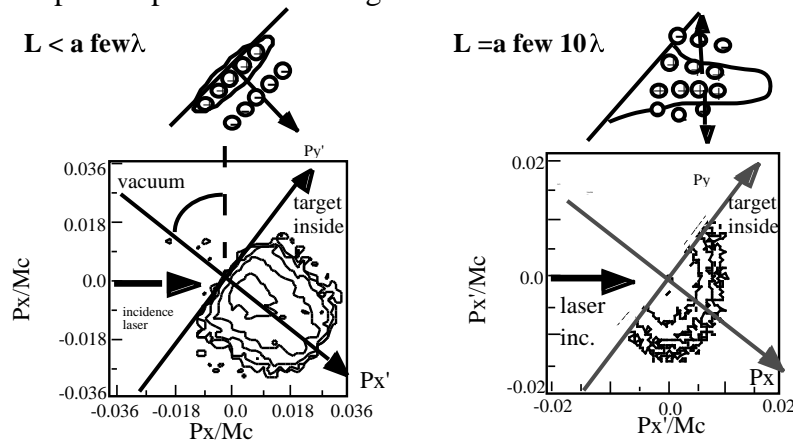 L < a few λ
L =a few 10 λ
0.036
0.018
0.0
-0.018
-0.036
Px/Mc
vacuum
Py'
target
inside
incidence
laser
Px'
-0.036 -0.018 0.0 0.018 0.036
Px/Mc
0.02
0.0
-0.02
Px'/Mc
Py
target
inside
laser
inc.
Px
-0.02 0.0 0.02
Px'/Mc